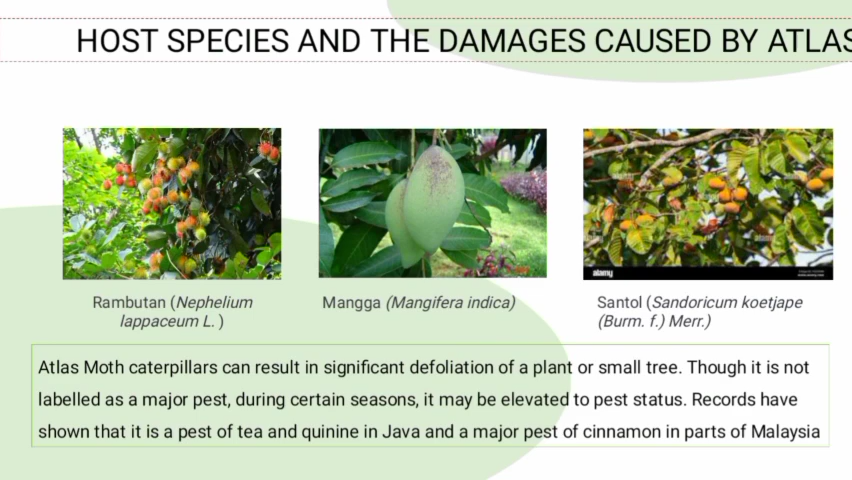 HOST SPECIES AND THE DAMAGES CAUSED BY ATLAS
alamy
Rambutan (Nephelium
lappaceum L. )
Mangga (Mangifera indica)
Santol (Sandoricum koetjape
(Burm. f.) Merr.)
Atlas Moth caterpillars can result in significant defoliation of a plant or small tree. Though it is not
labelled as a major pest, during certain seasons, it may be elevated to pest status. Records have
shown that it is a pest of tea and quinine in Java and a major pest of cinnamon in parts of Malaysia